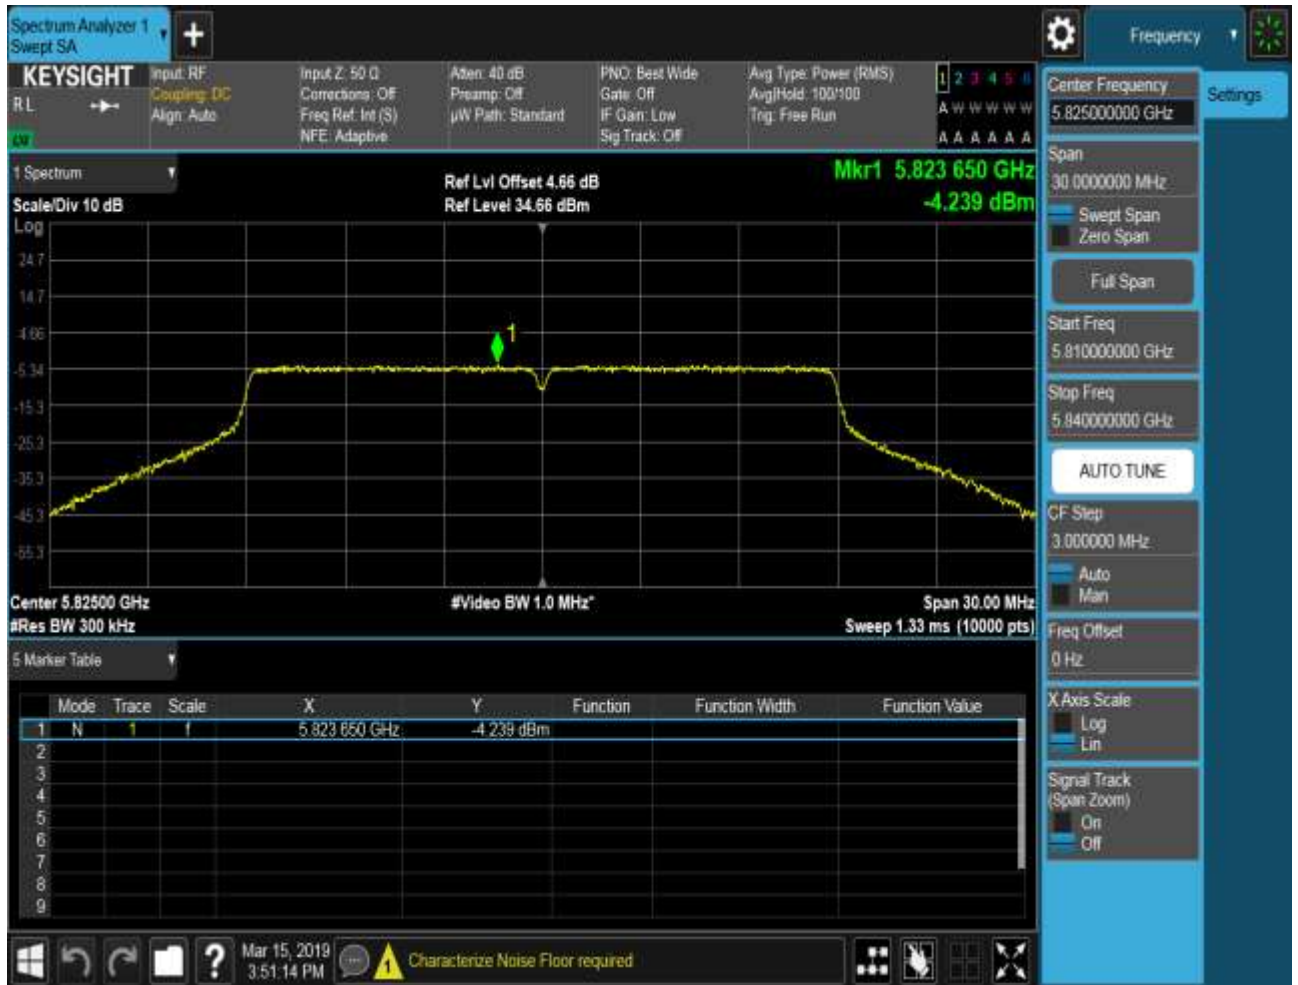 Spectrum Analyzer 1
Swept SA
Frequency
KEYSIGHT
R L
Input: RF
Coupling: DC
Align: Auto
Input Z: 50 Ω
Corrections: Off
Freq Ref: Int (S)
NFE: Adaptive
Atten: 40 dB
Preamp: Off
µW Path: Standard
PNO: Best Wide
Gate: Off
IF Gain: Low
Sig Track: Off
Avg Type: Power (RMS)
Avg|Hold: 100/100
Trig: Free Run
1 2 3 4 5 6
A W W W W W
A A A A A A
1 Spectrum
Scale/Div 10 dB
Ref Lvl Offset 4.66 dB
Ref Level 34.66 dBm
Mkr1 5.823 650 GHz
-4.239 dBm
Log
24.7
14.7
4.66
-5.34
-15.3
-25.3
-35.3
-45.3
-55.3
1
Center 5.82500 GHz
#Res BW 300 kHz
#Video BW 1.0 MHz*
Span 30.00 MHz
Sweep 1.33 ms (10000 pts)
5 Marker Table
Mode Trace Scale X Y Function Function Width Function Value
1 N 1 f 5.823 650 GHz -4.239 dBm
2
3
4
5
6
7
8
9
Mar 15, 2019
3:51:14 PM
?
1
Characterize Noise Floor required
Settings
Center Frequency
5.825000000 GHz
Span
30.0000000 MHz
Swept Span
Zero Span
Full Span
Start Freq
5.810000000 GHz
Stop Freq
5.840000000 GHz
AUTO TUNE
CF Step
3.000000 MHz
Auto
Man
Freq Offset
0 Hz
X Axis Scale
Log
Lin
Signal Track
(Span Zoom)
On
Off